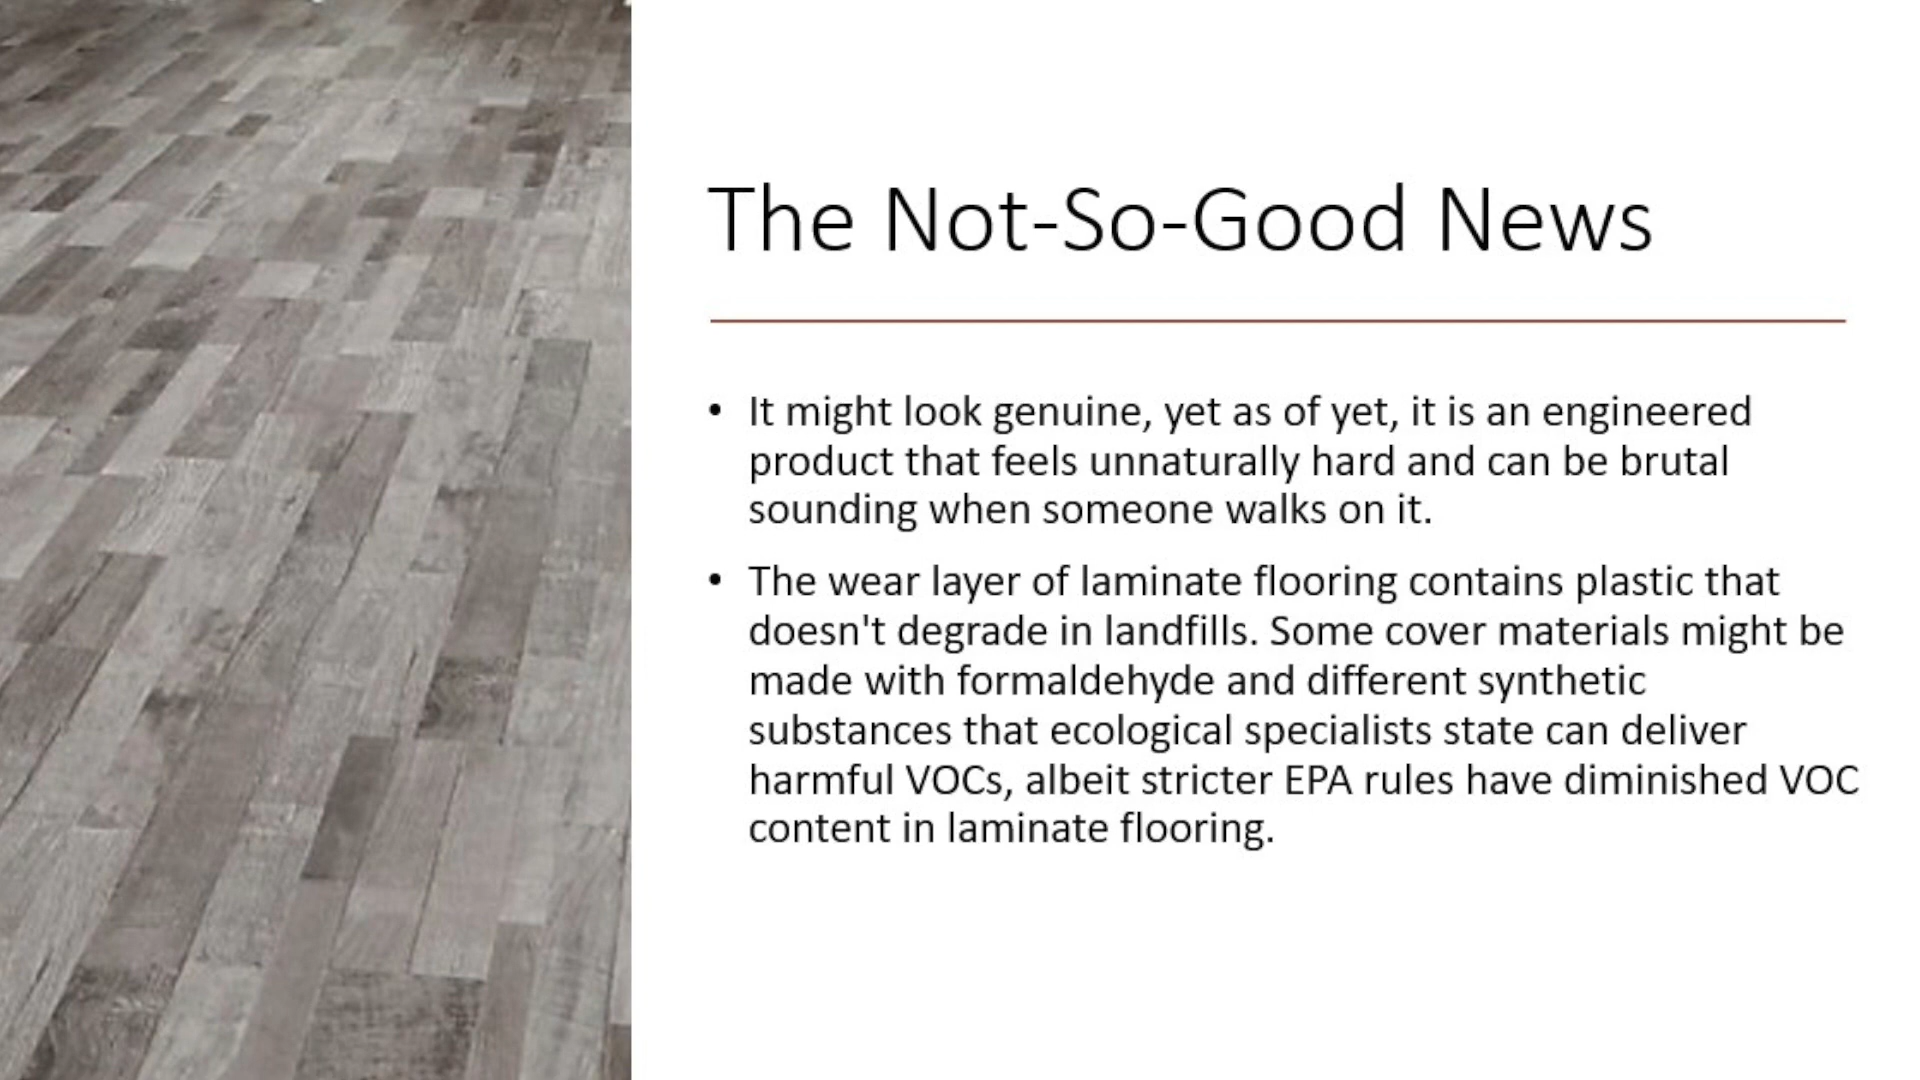 The Not-So-Good News
• It might look genuine, yet as of yet, it is an engineered
product that feels unnaturally hard and can be brutal
sounding when someone walks on it.
• The wear layer of laminate flooring contains plastic that
doesn't degrade in landfills. Some cover materials might be
made with formaldehyde and different synthetic
substances that ecological specialists state can deliver
harmful VOCs, albeit stricter EPA rules have diminished VOC
content in laminate flooring.